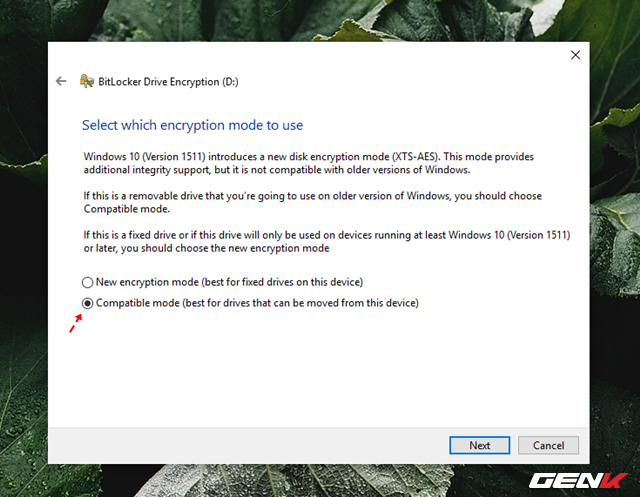 BitLocker Drive Encryption (D:)
Select which encryption mode to use
Windows 10 (Version 1511) introduces a new disk encryption mode (XTS-AES). This mode provides
additional integrity support, but it is not compatible with older versions of Windows.
If this is a removable drive that you're going to use on older version of Windows, you should choose
Compatible mode.
If this is a fixed drive or if this drive will only be used on devices running at least Windows 10 (Version 1511)
or later, you should choose the new encryption mode
New encryption mode (best for fixed drives on this device)
Compatible mode (best for drives that can be moved from this device)
Next
Cancel
GENK